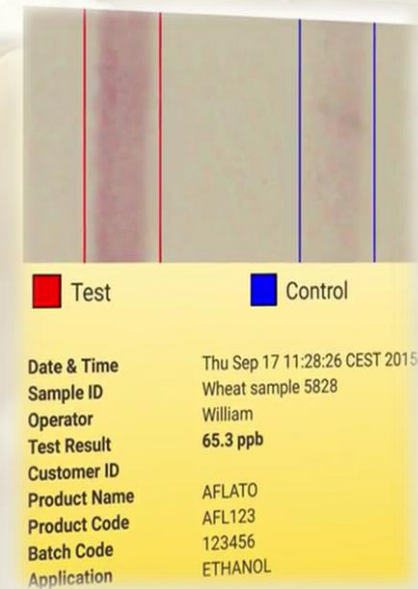 Test Control
Date & Time Thu Sep 17 11:28:26 CEST 2015
Sample ID Wheat sample 5828
Operator William
Test Result 65.3 ppb
Customer ID
Product Name AFLATO
Product Code AFL123
Batch Code 123456
Application ETHANOL